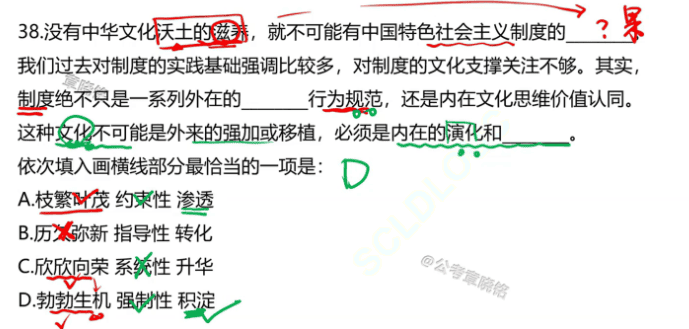 ? 果
38.没有中华文化沃土的滋养，就不可能有中国特色社会主义制度的________。
我们过去对制度的实践基础强调比较多，对制度的文化支撑关注不够。其实，
制度绝不只是一系列外在的________行为规范，还是内在文化思维价值认同。
这种文化不可能是外来的强加或移植，必须是内在的演化和________。
依次填入画横线部分最恰当的一项是： D
A.枝繁叶茂 约束性 渗透
B.历久弥新 指导性 转化
C.欣欣向荣 系统性 升华
D.勃勃生机 强制性 积淀
@公考章晓铭
章晓铭